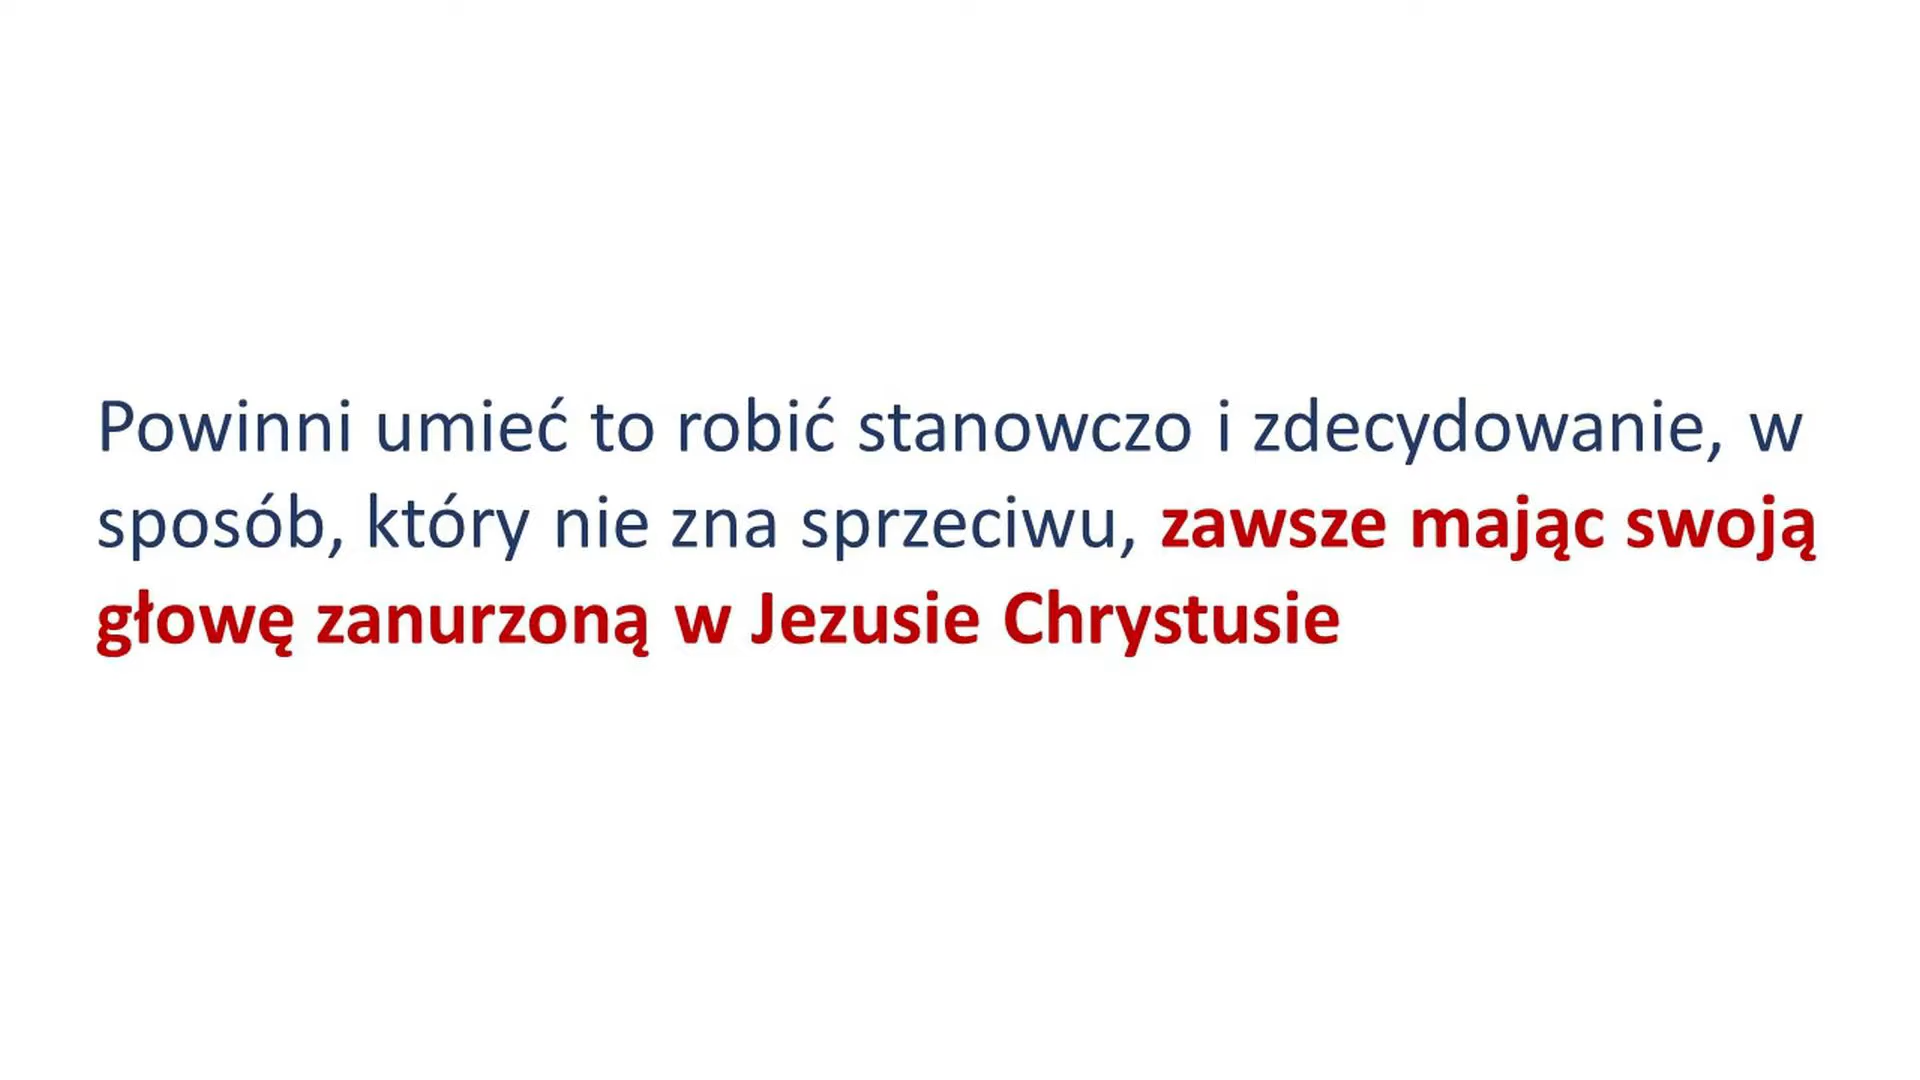 Powinni umieć to robić stanowczo i zdecydowanie, w
sposób, który nie zna sprzeciwu, zawsze mając swoją
głowę zanurzoną w Jezusie Chrystusie